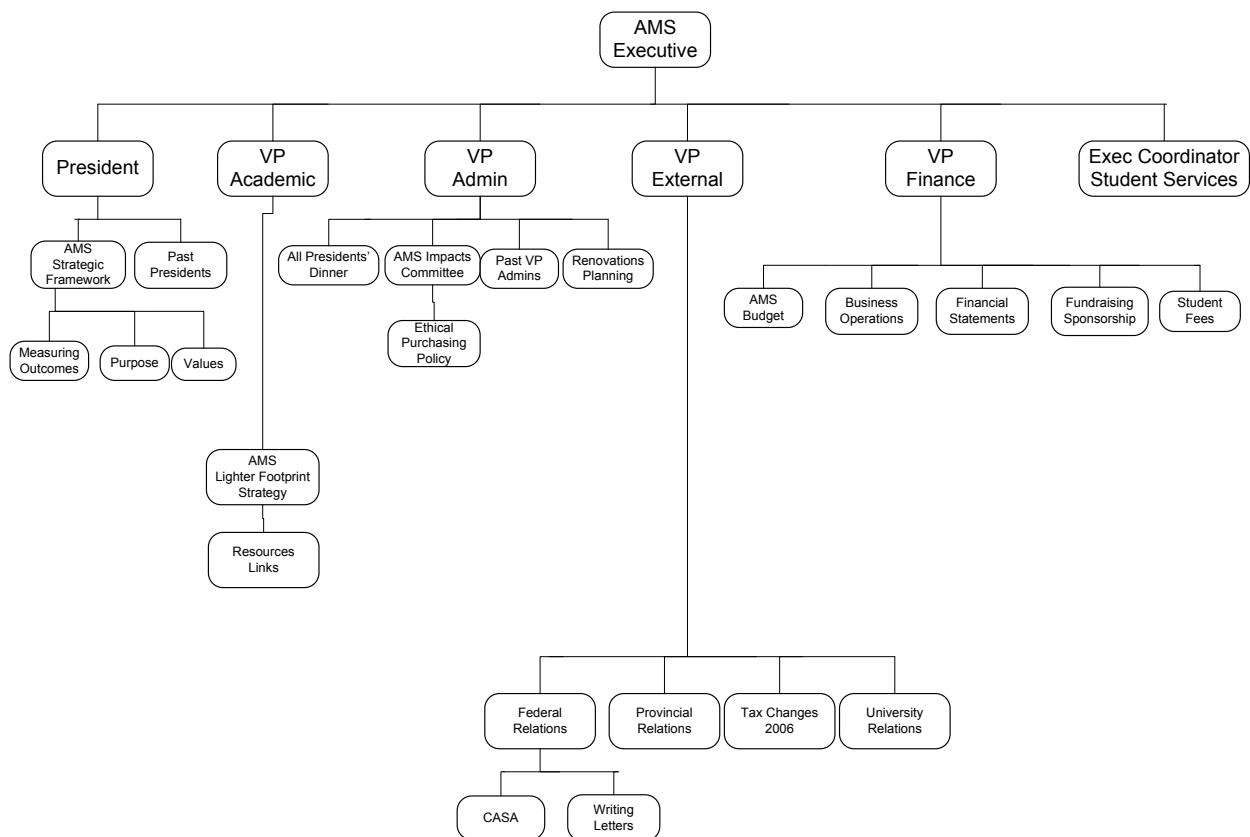 AMS
Executive
President
VP
Academic
VP
Admin
VP
External
VP
Finance
Exec Coordinator
Student Services
AMS
Strategic
Framework
Past
Presidents
All Presidents'
Dinner
AMS Impacts
Committee
Past VP
Admins
Renovations
Planning
AMS
Budget
Business
Operations
Financial
Statements
Fundraising
Sponsorship
Student
Fees
Measuring
Outcomes
Purpose
Values
Ethical
Purchasing
Policy
AMS
Lighter Footprint
Strategy
Resources
Links
Federal
Relations
Provincial
Relations
Tax Changes
2006
University
Relations
CASA
Writing
Letters